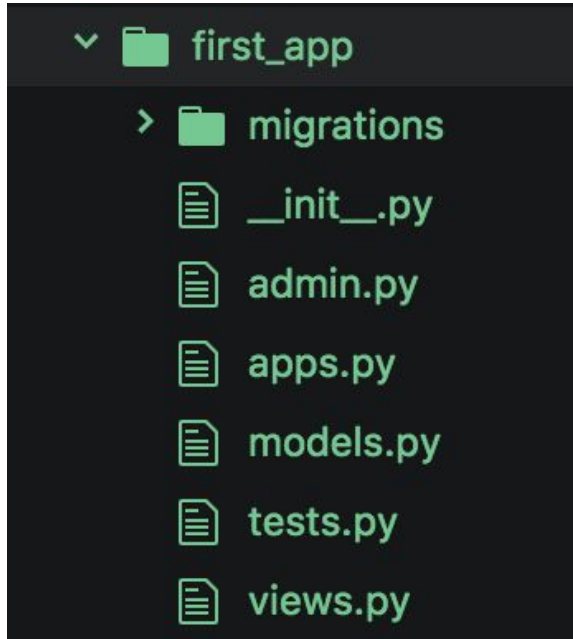 first_app
migrations
__init__.py
admin.py
apps.py
models.py
tests.py
views.py